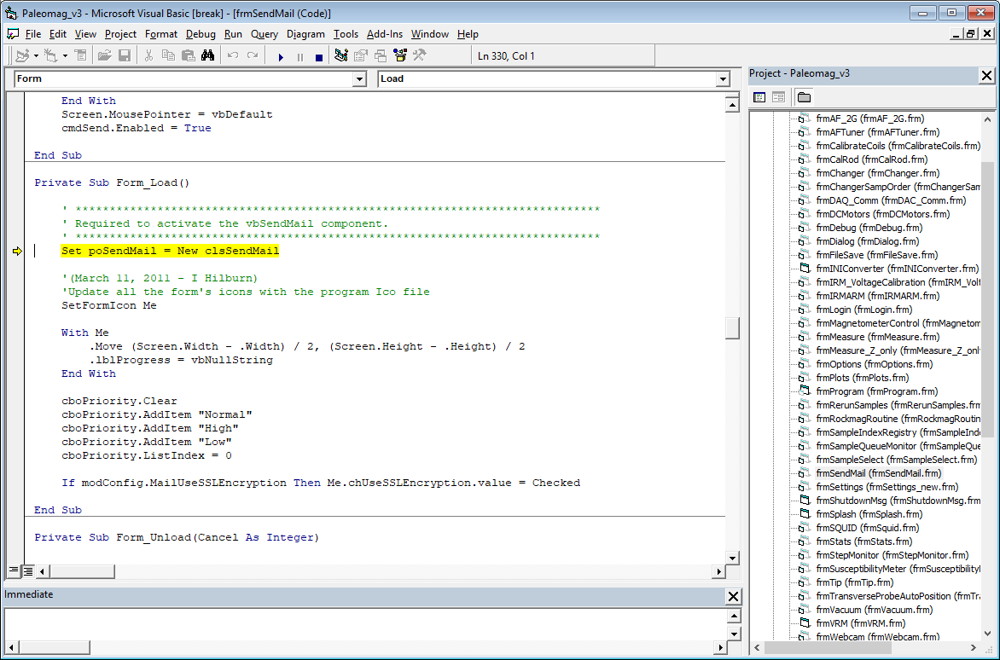 Paleomag_v3 - Microsoft Visual Basic [break] - [frmSendMail (Code)]
File Edit View Project Format Debug Run Query Diagram Tools Add-Ins Window Help
Ln 330, Col 1
Form
Load
End With
Screen.MousePointer = vbDefault
cmdSend.Enabled = True
End Sub
Private Sub Form_Load()
' *****************************************************************************
' Required to activate the vbSendMail component.
' *****************************************************************************
Set poSendMail = New clsSendMail
'(March 11, 2011 - I Hilburn)
'Update all the form's icons with the program Ico file
SetFormIcon Me
With Me
.Move (Screen.Width - .Width) / 2, (Screen.Height - .Height) / 2
.lblProgress = vbNullString
End With
cboPriority.Clear
cboPriority.AddItem "Normal"
cboPriority.AddItem "High"
cboPriority.AddItem "Low"
cboPriority.ListIndex = 0
If modConfig.MailUseSSLEncryption Then Me.chUseSSLEncryption.value = Checked
End Sub
Private Sub Form_Unload(Cancel As Integer)
Immediate
Project - Paleomag_v3
frmAF_2G (frmAF_2G.frm)
frmAFTuner (frmAFTuner.frm)
frmCalibrateCoils (frmCalibrateCoils.frm)
frmCalRod (frmCalRod.frm)
frmChanger (frmChanger.frm)
frmChangerSampOrder (frmChangerSam
frmDAQ_Comm (frmDAC_Comm.frm)
frmDCMotors (frmDCMotors.frm)
frmDebug (frmDebug.frm)
frmDialog (frmDialog.frm)
frmFileSave (frmFileSave.frm)
frmINIConverter (frmINIConverter.frm)
frmIRM_VoltageCalibration (frmIRM_Volt
frmIRMARM (frmIRMARM.frm)
frmLogin (frmLogin.frm)
frmMagnetometerControl (frmMagnetom
frmMeasure (frmMeasure.frm)
frmMeasure_Z_only (frmMeasure_Z_only.
frmOptions (frmOptions.frm)
frmPlots (frmPlots.frm)
frmProgram (frmProgram.frm)
frmRerunSamples (frmRerunSamples.frm
frmRockmagRoutine (frmRockmagRoutin
frmSampleIndexRegistry (frmSampleInde
frmSampleQueueMonitor (frmSampleQue
frmSampleSelect (frmSampleSelect.frm)
frmSendMail (frmSendMail.frm)
frmSettings (frmSettings_new.frm)
frmShutdownMsg (frmShutdownMsg.frm
frmSplash (frmSplash.frm)
frmSQUID (frmSquid.frm)
frmStats (frmStats.frm)
frmStepMonitor (frmStepMonitor.frm)
frmSusceptibilityMeter (frmSusceptibility
frmTip (frmTip.frm)
frmTransverseProbeAutoPosition (frmTra
frmVacuum (frmVacuum.frm)
frmVRM (frmVRM.frm)
frmWebcam (frmWebcam.frm)